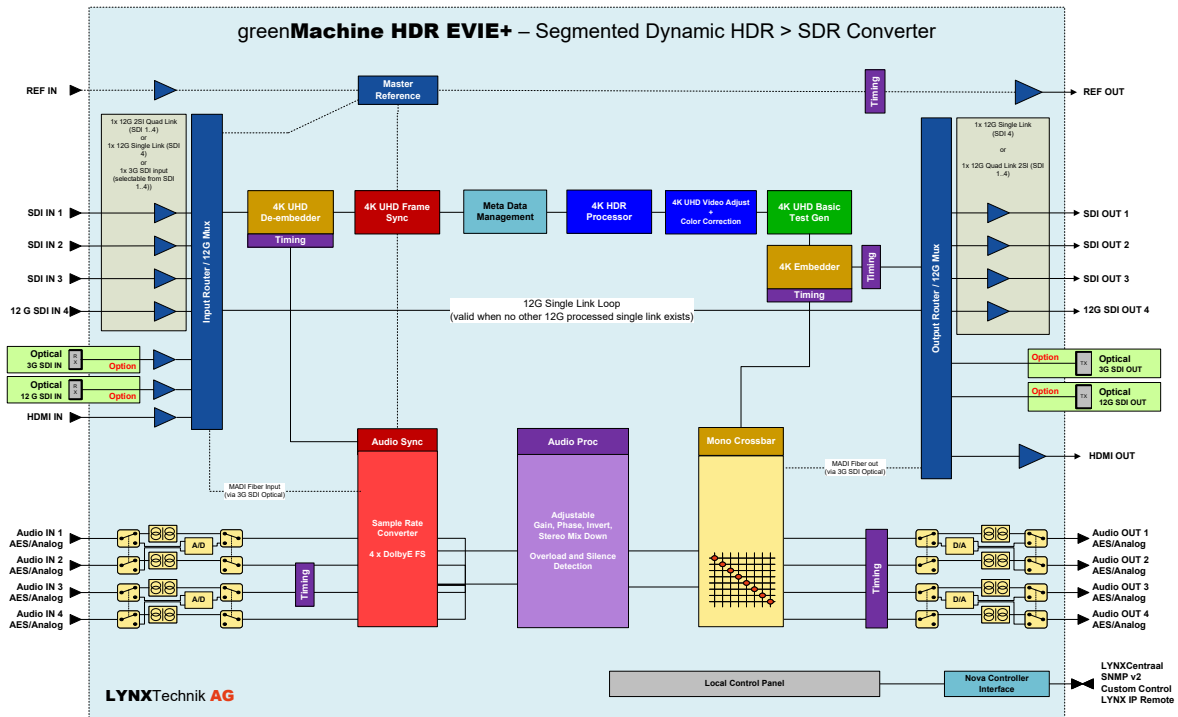 greenMachine HDR EVIE+ – Segmented Dynamic HDR > SDR Converter
REF IN
Master
Reference
Timing
REF OUT
1x 12G 2SI Quad Link
(SDI 1..4)
or
1x 12G Single Link (SDI
4)
or
1x 3G SDI input
(selectable from SDI
1..4))
Input Router / 12G Mux
SDI IN 1
SDI IN 2
SDI IN 3
12 G SDI IN 4
4K UHD
De-embedder
Timing
4K UHD Frame
Sync
Meta Data
Management
4K HDR
Processor
4K UHD Video Adjust
+
Color Correction
4K UHD Basic
Test Gen
4K Embedder
Timing
Timing
Output Router / 12G Mux
1x 12G Single Link
(SDI 4)
or
1x 12G Quad Link 2SI (SDI
1..4)
SDI OUT 1
SDI OUT 2
SDI OUT 3
12G SDI OUT 4
12G Single Link Loop
(valid when no other 12G processed single link exists)
Optical
3G SDI IN
R
X
Option
Optical
12 G SDI IN
R
X
Option
HDMI IN
Option
TX
Optical
3G SDI OUT
Option
TX
Optical
12G SDI OUT
HDMI OUT
MADI Fiber Input
(via 3G SDI Optical)
Audio Sync
Sample Rate
Converter
4 x DolbyE FS
Audio Proc
Adjustable
Gain, Phase, Invert,
Stereo Mix Down
Overload and Silence
Detection
Mono Crossbar
MADI Fiber out
(via 3G SDI Optical)
Audio IN 1
AES/Analog
Audio IN 2
AES/Analog
Audio IN 3
AES/Analog
Audio IN 4
AES/Analog
A/D
A/D
Timing
Timing
D/A
D/A
Audio OUT 1
AES/Analog
Audio OUT 2
AES/Analog
Audio OUT 3
AES/Analog
Audio OUT 4
AES/Analog
LYNXTechnik AG
Local Control Panel
Nova Controller
Interface
LYNXCentraal
SNMP v2
Custom Control
LYNX IP Remote